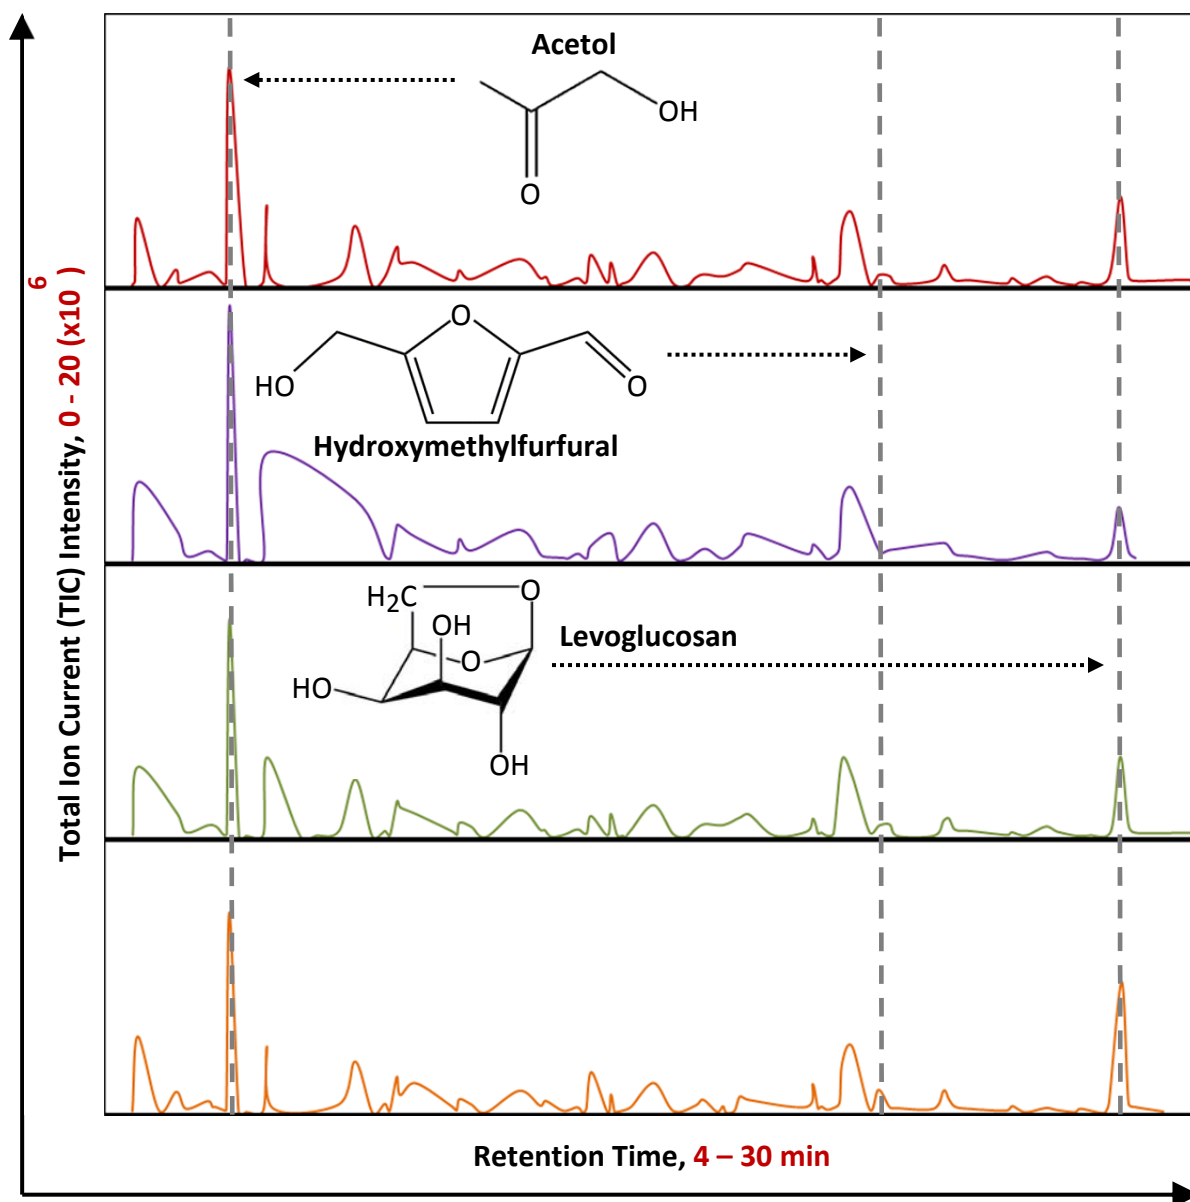 Acetol
OH
O
O
HO
O
Hydroxymethylfurfural
H2C
O
OH
Levoglucosan
O
HO
OH
Total Ion Current (TIC) Intensity, 0 - 20 (x10 6)
Retention Time, 4 – 30 min